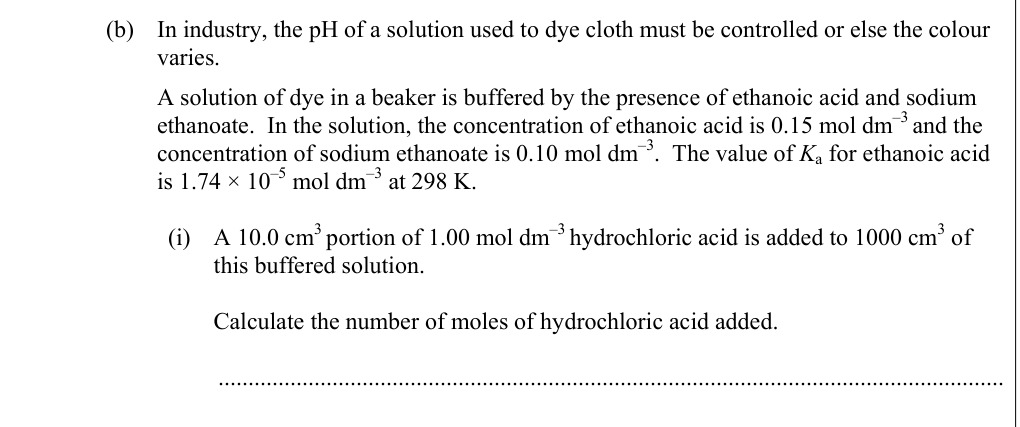 (b) In industry, the pH of a solution used to dye cloth must be controlled or else the colour
varies.
A solution of dye in a beaker is buffered by the presence of ethanoic acid and sodium
ethanoate. In the solution, the concentration of ethanoic acid is 0.15 mol dm⁻³ and the
concentration of sodium ethanoate is 0.10 mol dm⁻³. The value of Kₐ for ethanoic acid
is 1.74 × 10⁻⁵ mol dm⁻³ at 298 K.
(i) A 10.0 cm³ portion of 1.00 mol dm⁻³ hydrochloric acid is added to 1000 cm³ of
this buffered solution.
Calculate the number of moles of hydrochloric acid added.